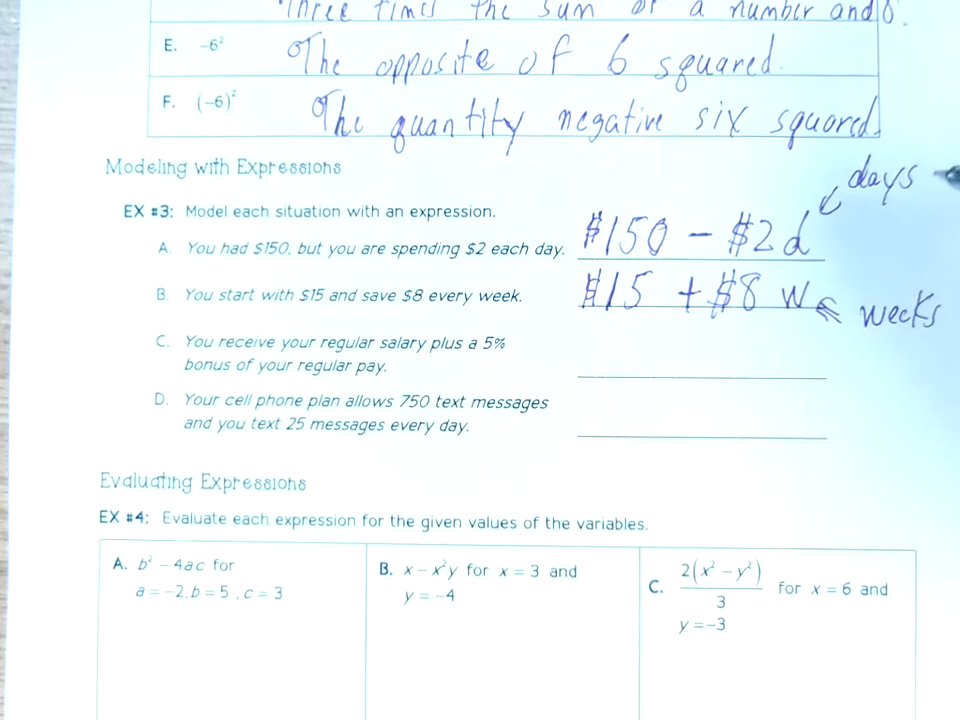 "Three times the sum of a number and 8.
E. -6²
The opposite of 6 squared.
F. (-6)²
The quantity negative six squared.
Modeling with Expressions
days
EX #3: Model each situation with an expression.
A. You had $150, but you are spending $2 each day.
$150 - $2d
B. You start with $15 and save $8 every week.
$15 + $8 w
weeks
C. You receive your regular salary plus a 5%
bonus of your regular pay.
D. Your cell phone plan allows 750 text messages
and you text 25 messages every day.
Evaluating Expressions
EX #4: Evaluate each expression for the given values of the variables.
A. b² - 4ac for
a = -2, b = 5, c = 3
B. x - x²y for x = 3 and
y = -4
C. 2(x² - y²)
3
for x = 6 and
y = -3